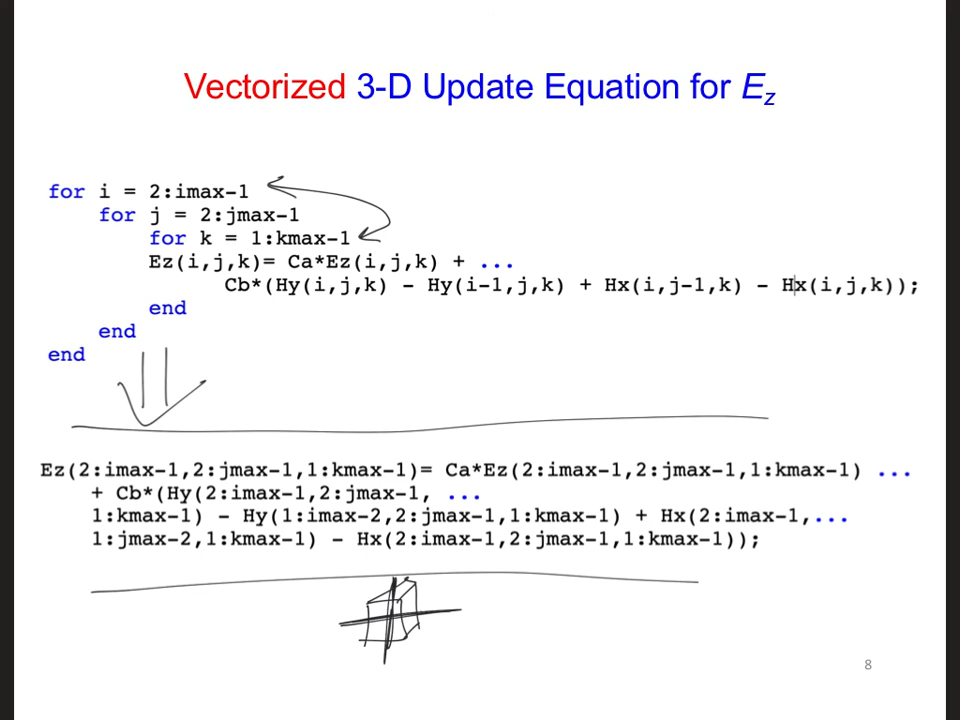 Vectorized 3-D Update Equation for Ez
for i = 2:imax-1
for j = 2:jmax-1
for k = 1:kmax-1
Ez(i,j,k)= Ca*Ez(i,j,k) + ...
Cb*(Hy(i,j,k) - Hy(i-1,j,k) + Hx(i,j-1,k) - Hx(i,j,k));
end
end
end
Ez(2:imax-1,2:jmax-1,1:kmax-1)= Ca*Ez(2:imax-1,2:jmax-1,1:kmax-1) ...
+ Cb*(Hy(2:imax-1,2:jmax-1, ...
1:kmax-1) - Hy(1:imax-2,2:jmax-1,1:kmax-1) + Hx(2:imax-1,...
1:jmax-2,1:kmax-1) - Hx(2:imax-1,2:jmax-1,1:kmax-1));
8